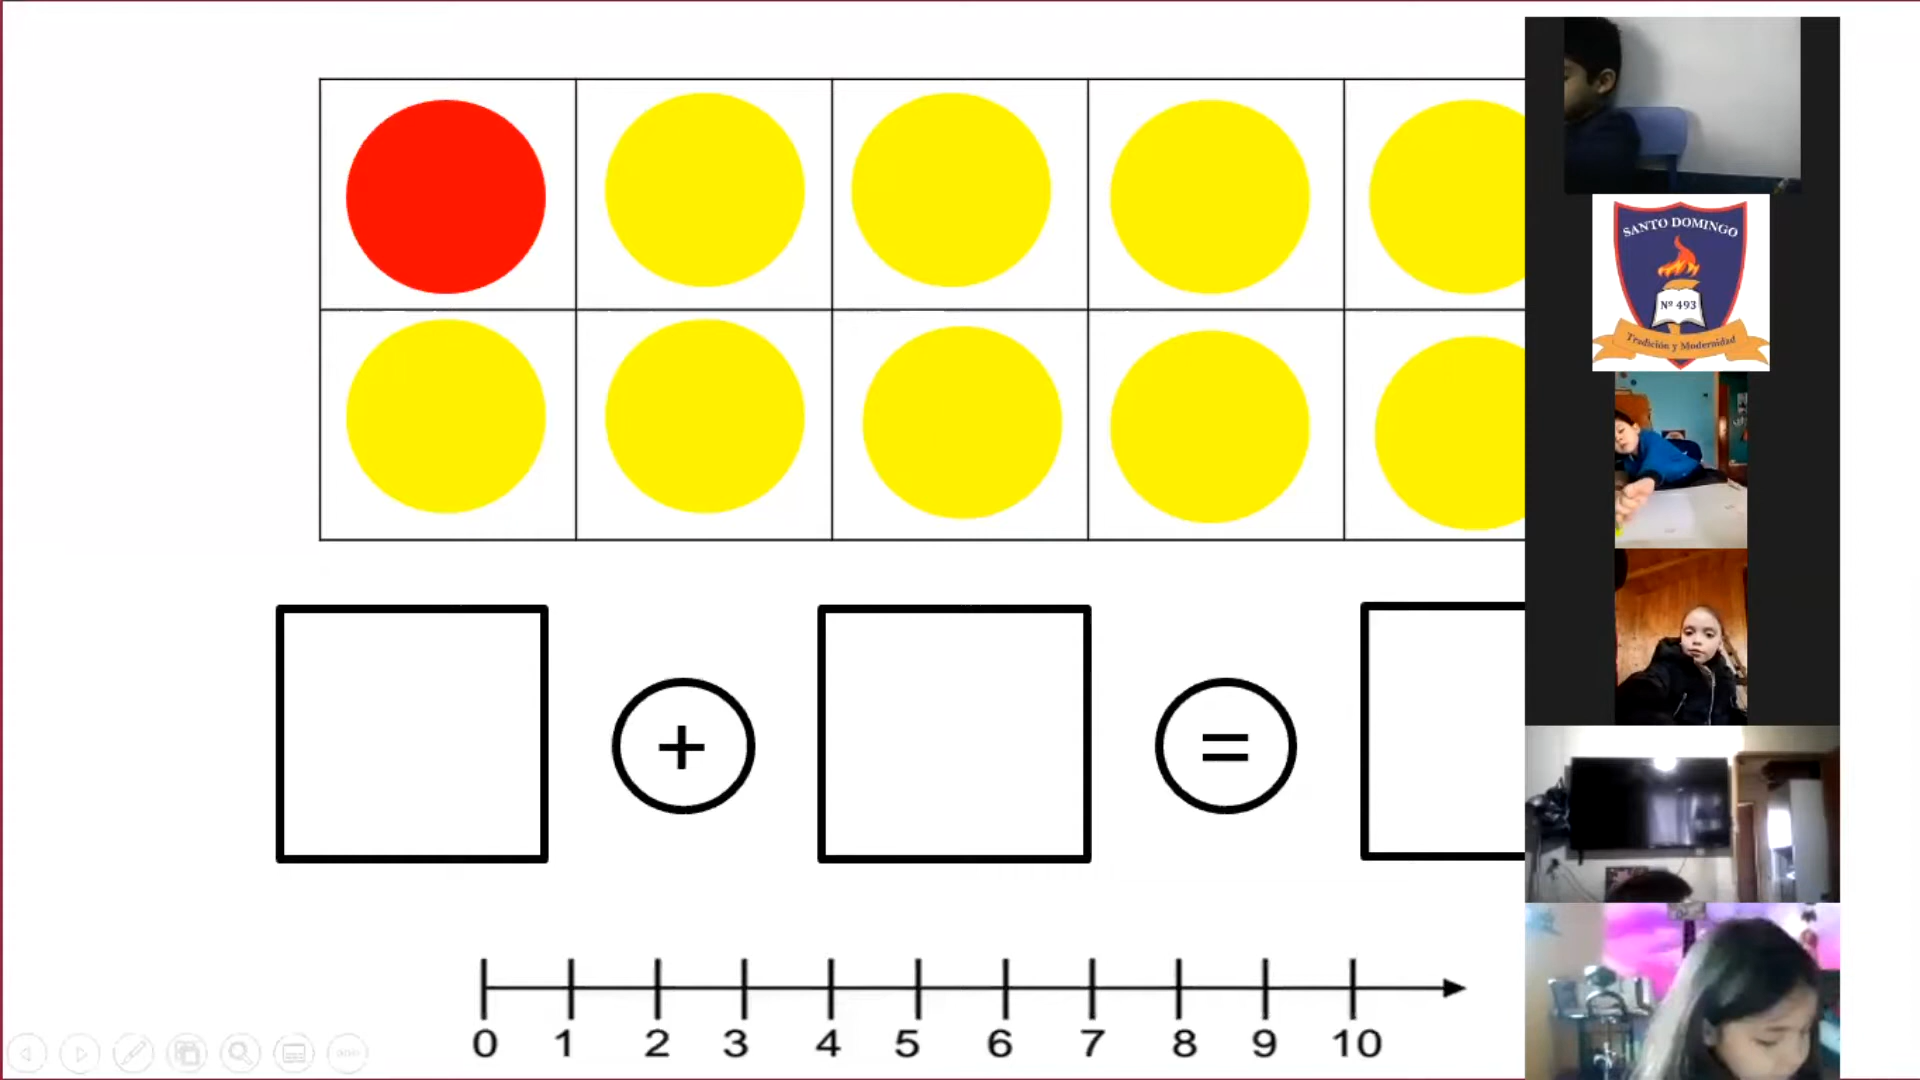 SANTO DOMINGO
Nº 493
Tradición y Modernidad
+
=
0 1 2 3 4 5 6 7 8 9 10